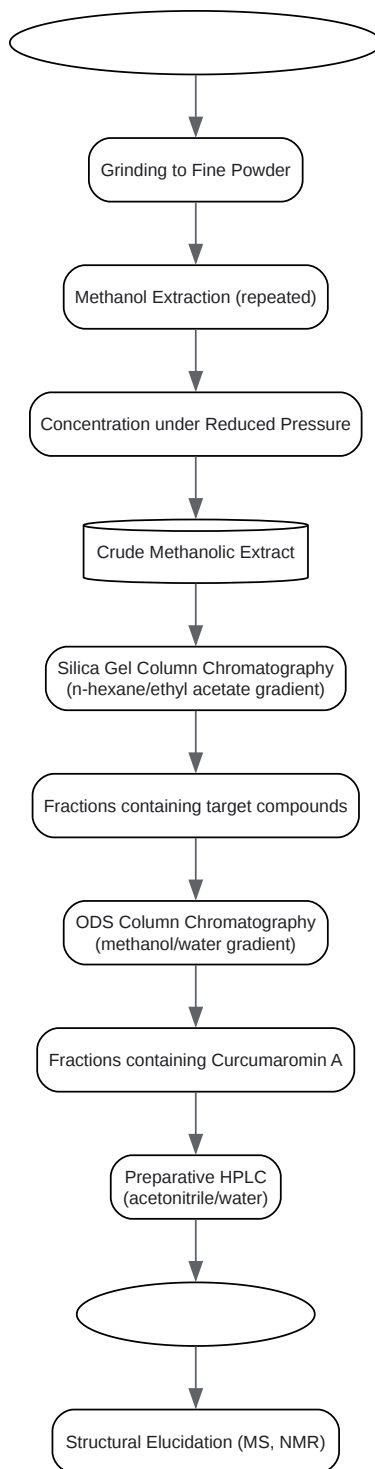 Grinding to Fine Powder
Methanol Extraction (repeated)
Concentration under Reduced Pressure
Crude Methanolic Extract
Silica Gel Column Chromatography
(n-hexane/ethyl acetate gradient)
Fractions containing target compounds
ODS Column Chromatography
(methanol/water gradient)
Fractions containing Curcumaromin A
Preparative HPLC
(acetonitrile/water)
Structural Elucidation (MS, NMR)